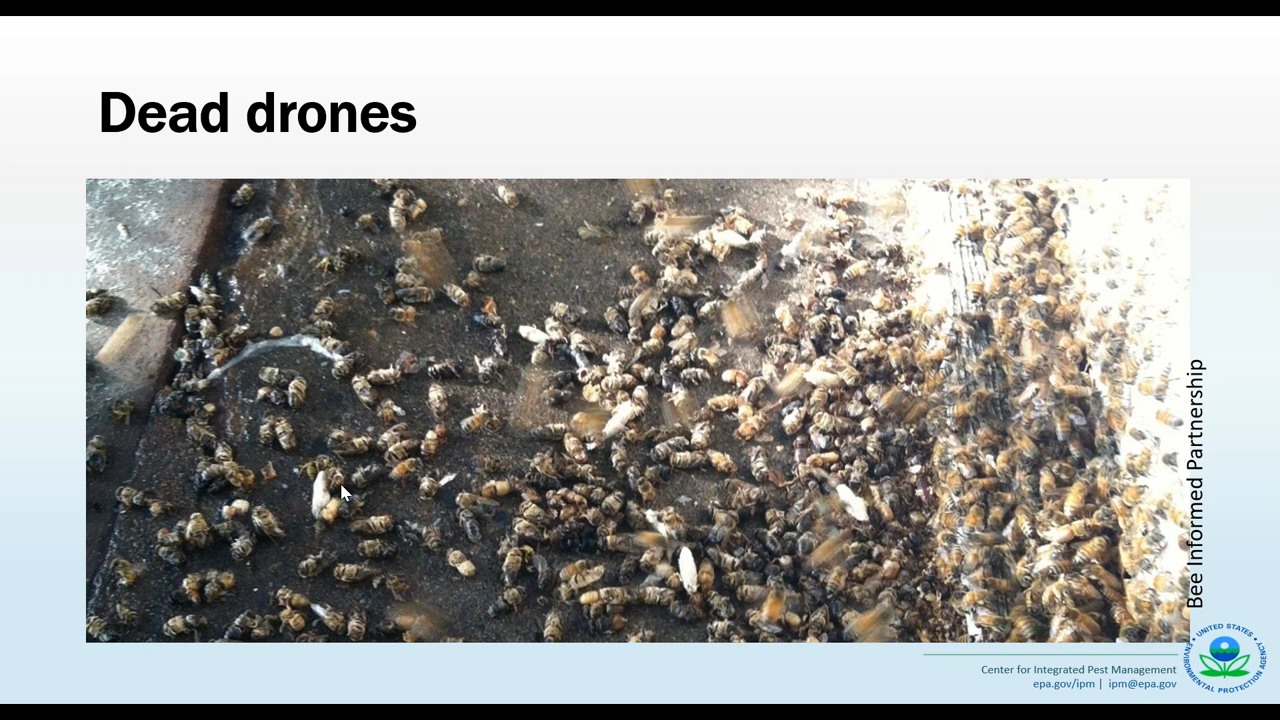 Dead drones
Bee Informed Partnership
Center for Integrated Pest Management
epa.gov/ipm | ipm@epa.gov
UNITED STATES
ENVIRONMENTAL PROTECTION AGENCY